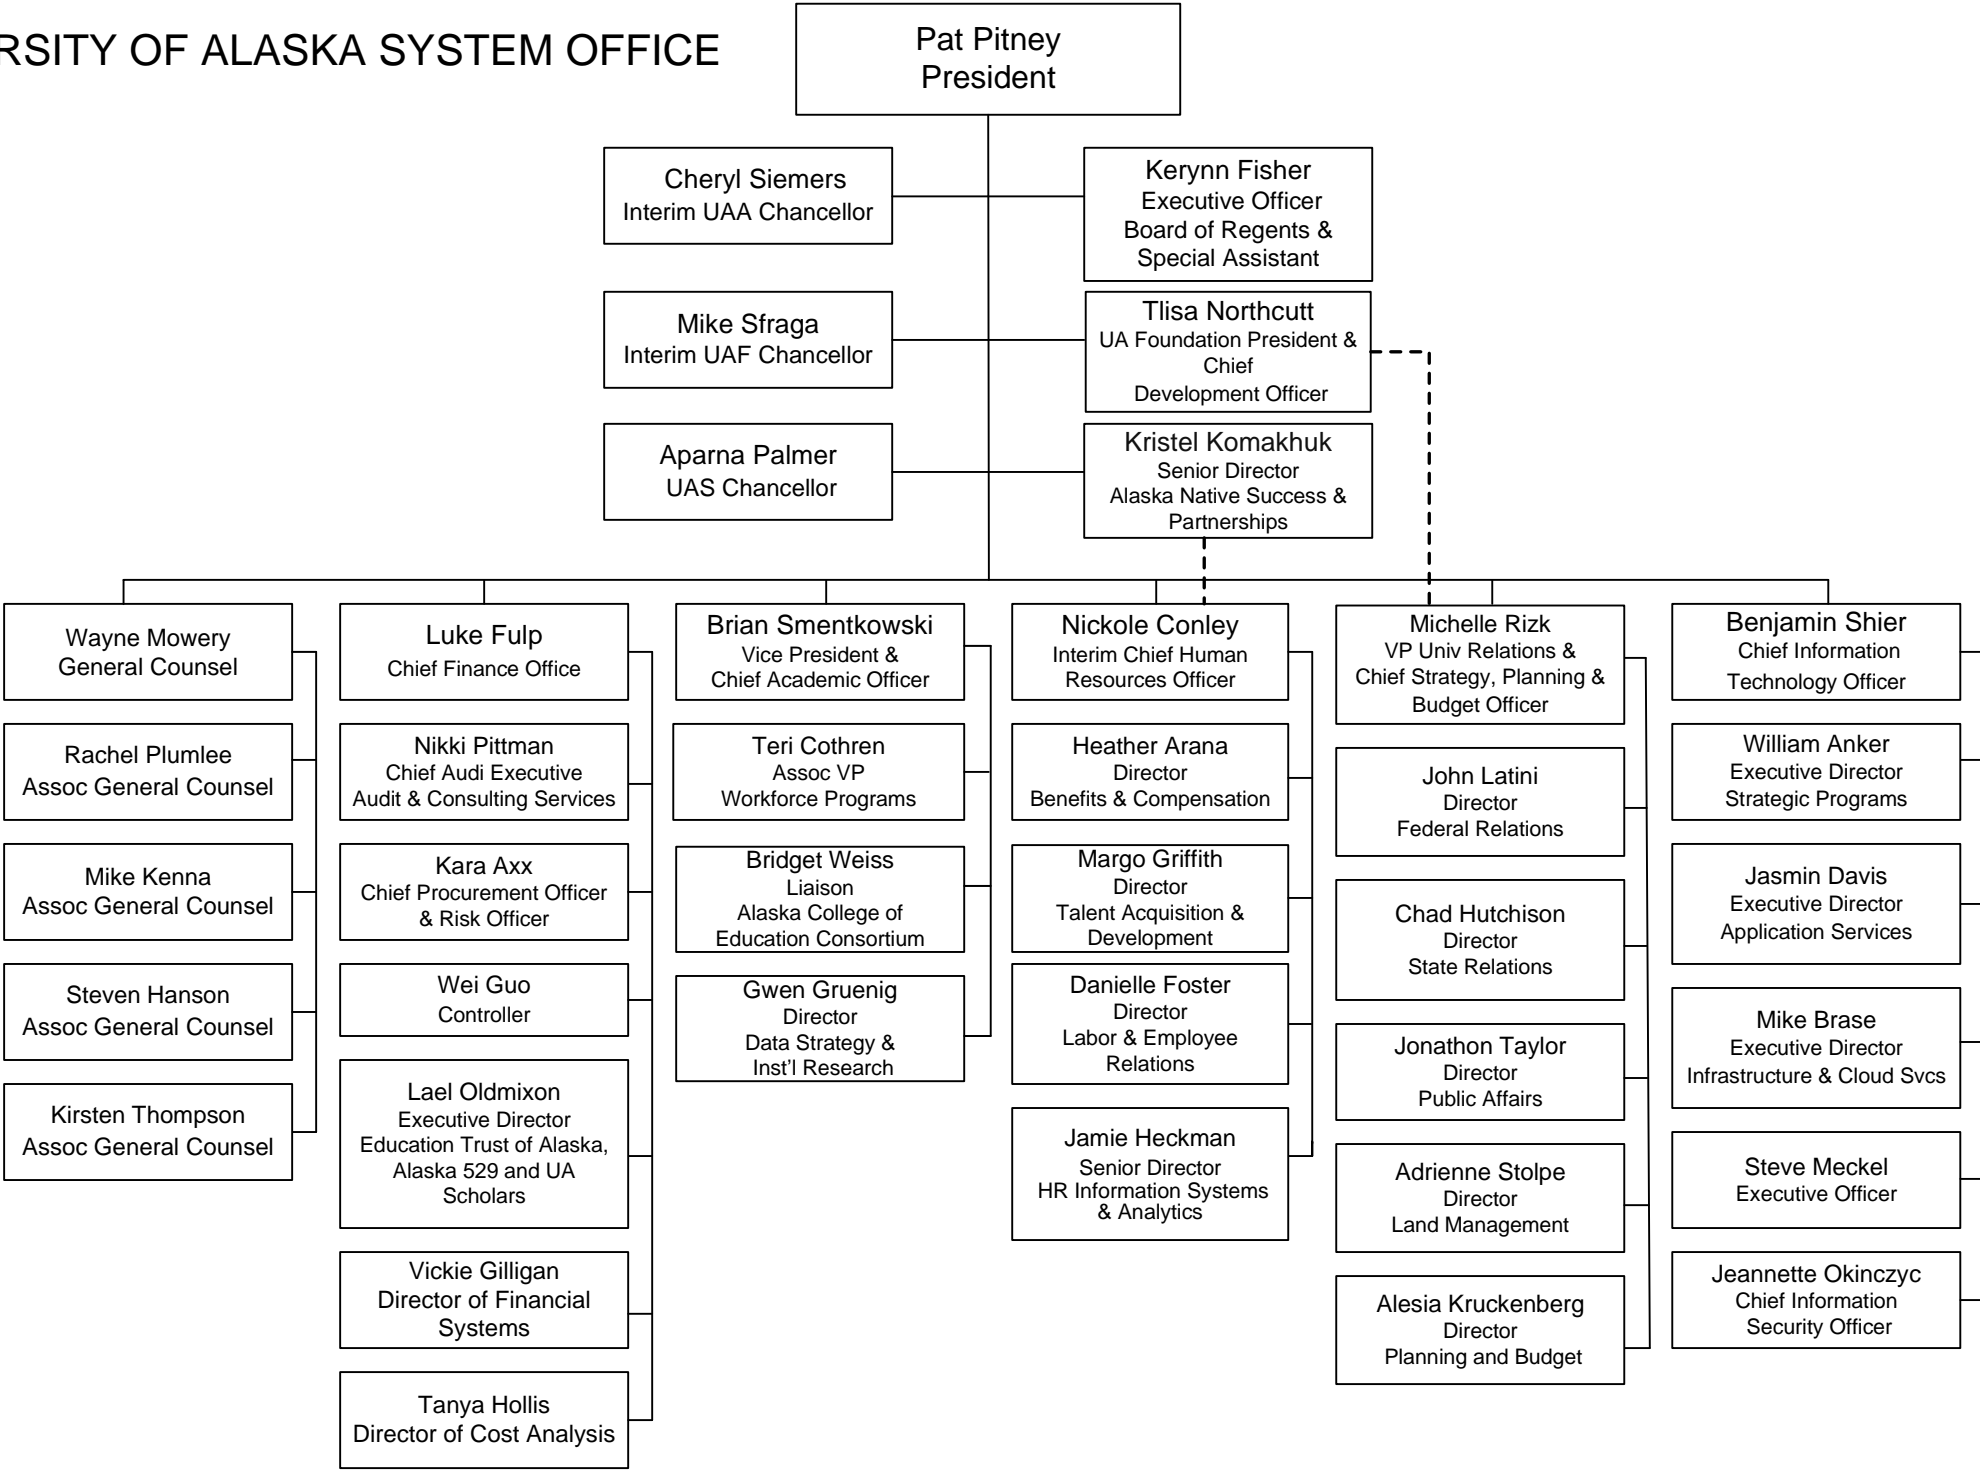 RSITY OF ALASKA SYSTEM OFFICE
Pat Pitney
President
Cheryl Siemers
Interim UAA Chancellor
Kerynn Fisher
Executive Officer
Board of Regents &
Special Assistant
Mike Sfraga
Interim UAF Chancellor
Tlisa Northcutt
UA Foundation President &
Chief
Development Officer
Aparna Palmer
UAS Chancellor
Kristel Komakhuk
Senior Director
Alaska Native Success &
Partnerships
Wayne Mowery
General Counsel
Rachel Plumlee
Assoc General Counsel
Mike Kenna
Assoc General Counsel
Steven Hanson
Assoc General Counsel
Kirsten Thompson
Assoc General Counsel
Luke Fulp
Chief Finance Office
Nikki Pittman
Chief Audi Executive
Audit & Consulting Services
Kara Axx
Chief Procurement Officer
& Risk Officer
Wei Guo
Controller
Lael Oldmixon
Executive Director
Education Trust of Alaska,
Alaska 529 and UA
Scholars
Vickie Gilligan
Director of Financial
Systems
Tanya Hollis
Director of Cost Analysis
Brian Smentkowski
Vice President &
Chief Academic Officer
Teri Cothren
Assoc VP
Workforce Programs
Bridget Weiss
Liaison
Alaska College of
Education Consortium
Gwen Gruenig
Director
Data Strategy &
Inst’l Research
Nickole Conley
Interim Chief Human
Resources Officer
Heather Arana
Director
Benefits & Compensation
Margo Griffith
Director
Talent Acquisition &
Development
Danielle Foster
Director
Labor & Employee
Relations
Jamie Heckman
Senior Director
HR Information Systems
& Analytics
Michelle Rizk
VP Univ Relations &
Chief Strategy, Planning &
Budget Officer
John Latini
Director
Federal Relations
Chad Hutchison
Director
State Relations
Jonathon Taylor
Director
Public Affairs
Adrienne Stolpe
Director
Land Management
Alesia Kruckenberg
Director
Planning and Budget
Benjamin Shier
Chief Information
Technology Officer
William Anker
Executive Director
Strategic Programs
Jasmin Davis
Executive Director
Application Services
Mike Brase
Executive Director
Infrastructure & Cloud Svcs
Steve Meckel
Executive Officer
Jeannette Okinczyc
Chief Information
Security Officer